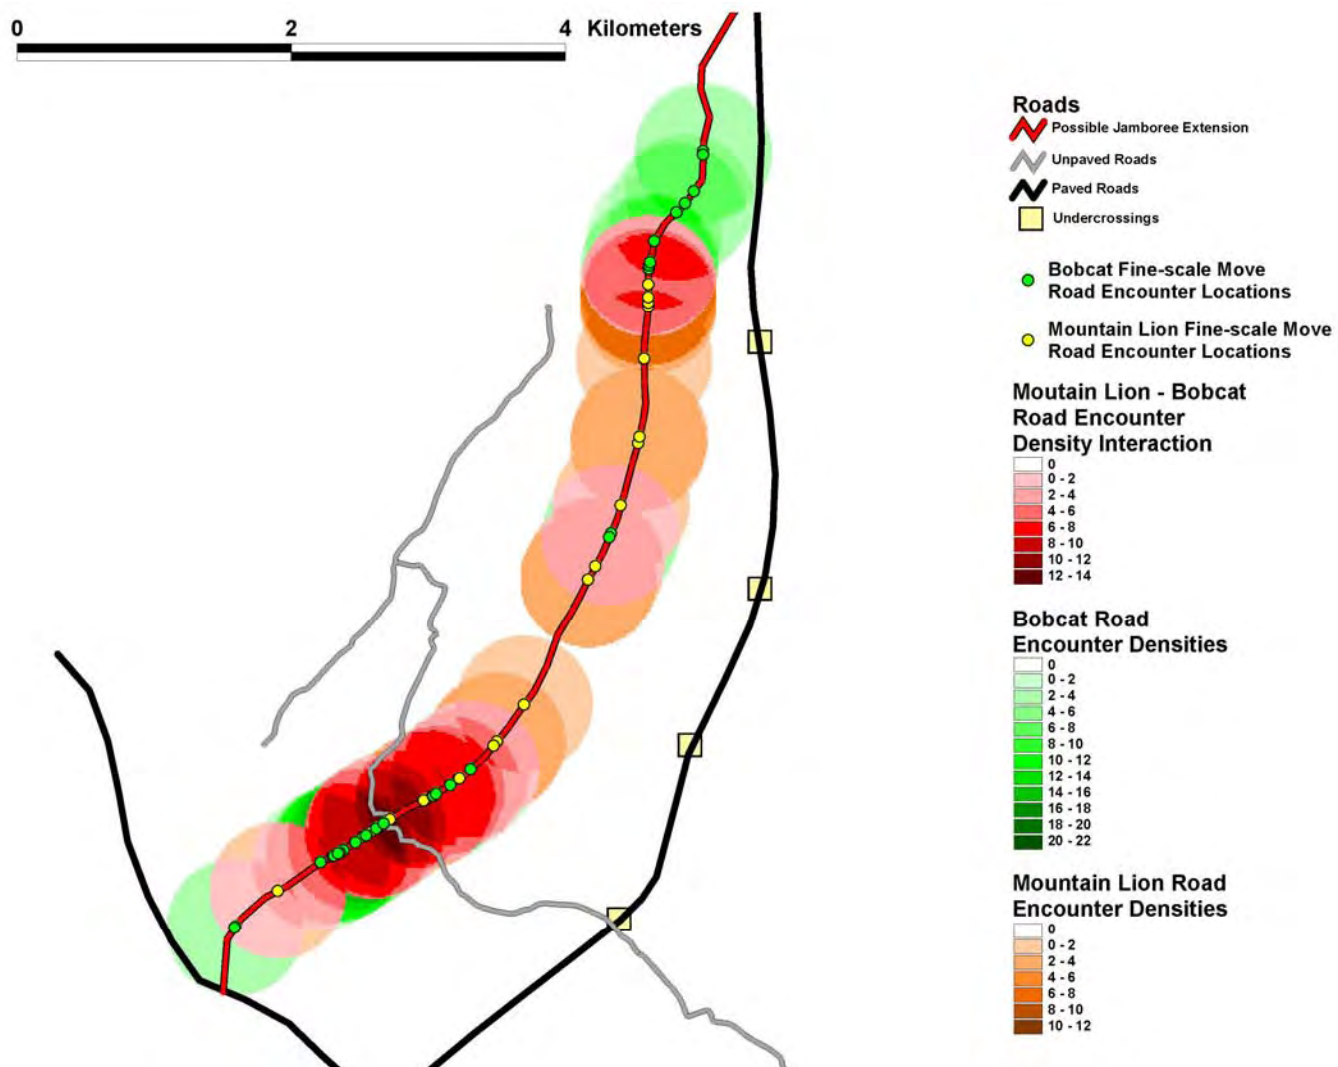 0 2 4 Kilometers
Roads
Possible Jamboree Extension
Unpaved Roads
Paved Roads
Undercrossings
Bobcat Fine-scale Move
Road Encounter Locations
Mountain Lion Fine-scale Move
Road Encounter Locations
Moutain Lion - Bobcat
Road Encounter
Density Interaction
0
0 - 2
2 - 4
4 - 6
6 - 8
8 - 10
10 - 12
12 - 14
Bobcat Road
Encounter Densities
0
0 - 2
2 - 4
4 - 6
6 - 8
8 - 10
10 - 12
12 - 14
14 - 16
16 - 18
18 - 20
20 - 22
Mountain Lion Road
Encounter Densities
0
0 - 2
2 - 4
4 - 6
6 - 8
8 - 10
10 - 12